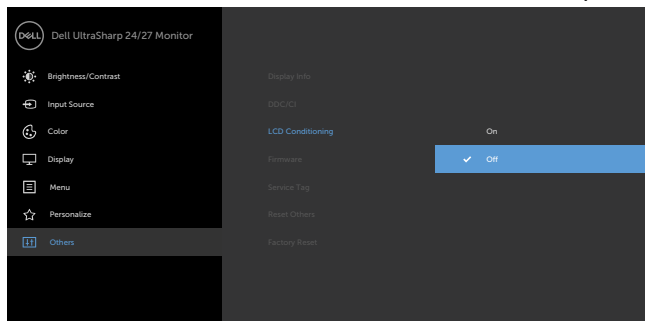 DELL
Dell UltraSharp 24/27 Monitor
Brightness/Contrast
Input Source
Color
Display
Menu
Personalize
Others
Display Info
DDC/CI
LCD Conditioning
Firmware
Service Tag
Reset Others
Factory Reset
On
Off